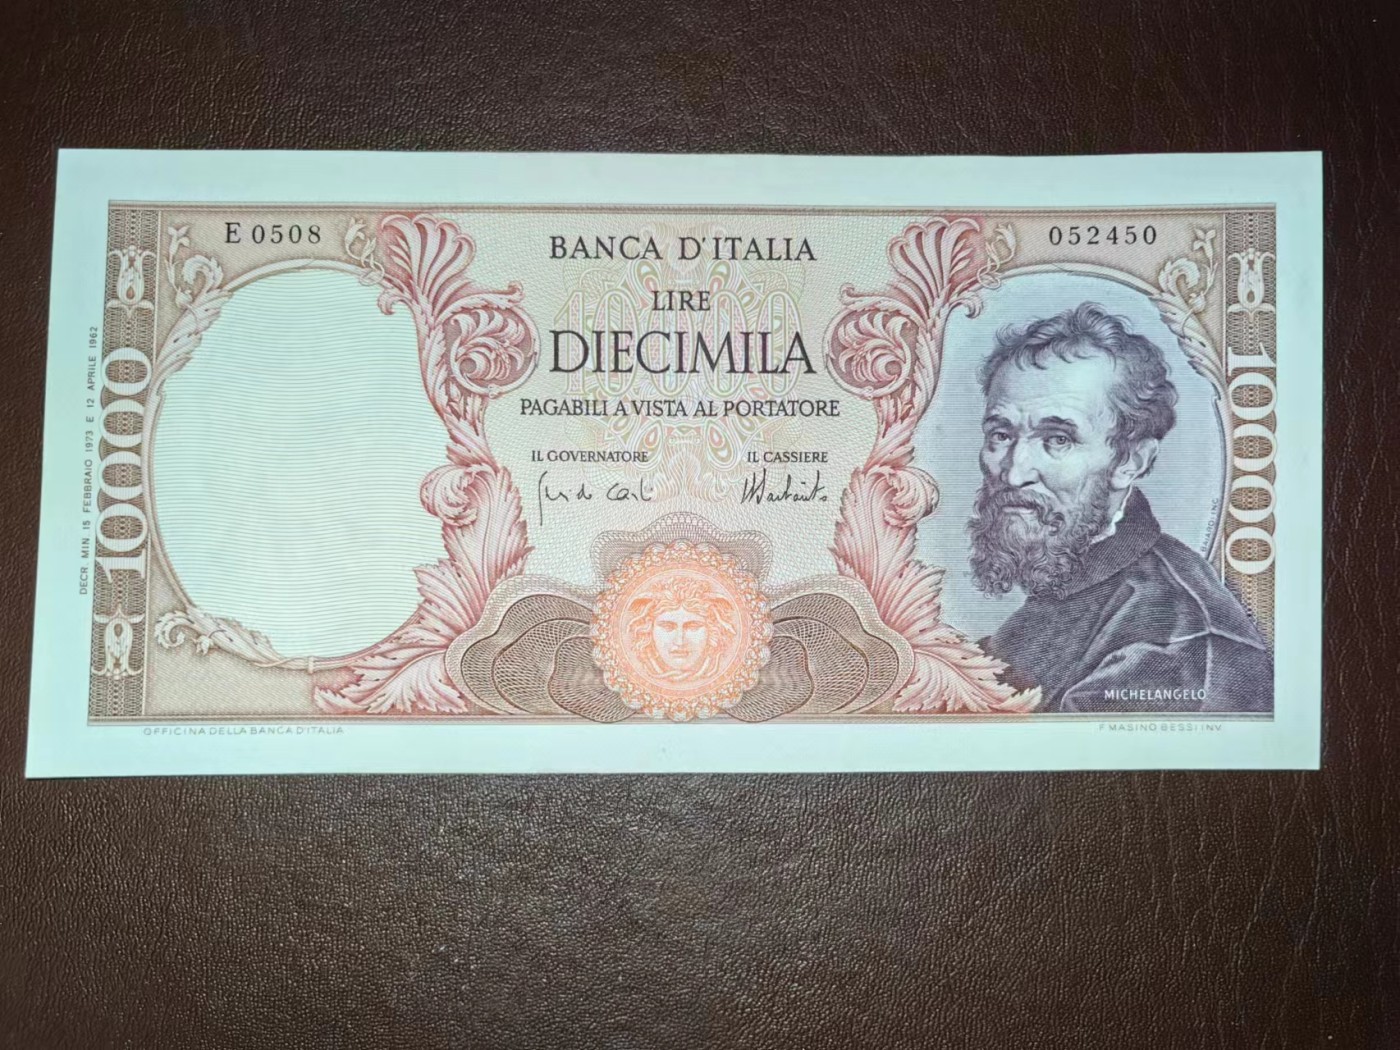 E 0508
052450
BANCA D'ITALIA
LIRE
DIECIMILA
PAGABILI A VISTA AL PORTATORE
IL GOVERNATORE
IL CASSIERE
10000
10000
DECR. MIN. 15 FEBBRAIO 1973 E 12 APRILE 1962
MICHELANGELO
OFFICINA DELLA BANCA D'ITALIA
F. MASINO BESSI INV.